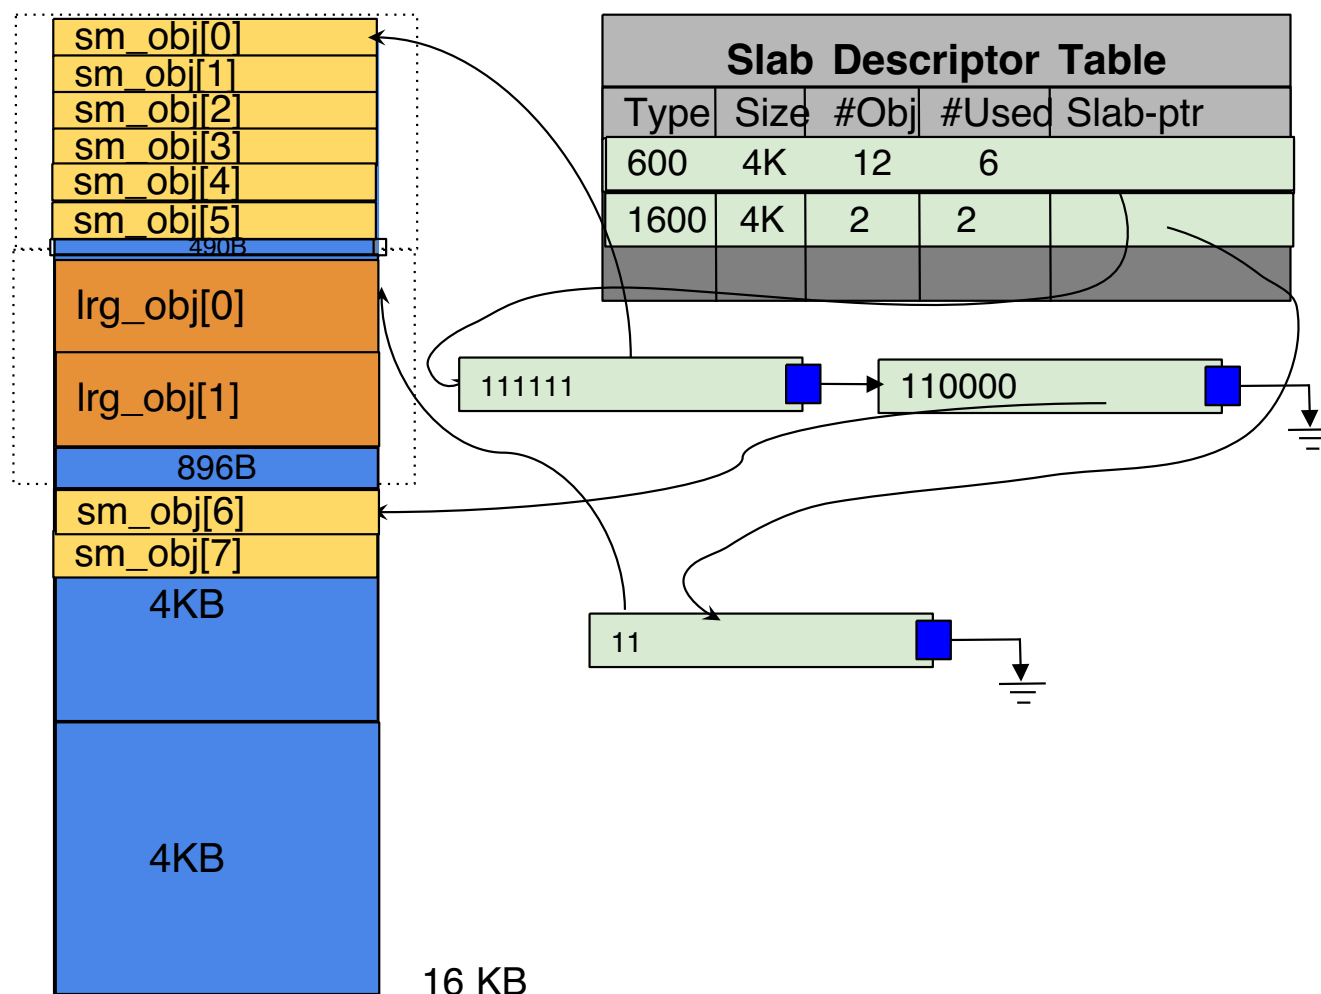 sm_obj[0]
sm_obj[1]
sm_obj[2]
sm_obj[3]
sm_obj[4]
sm_obj[5]
490B
lrg_obj[0]
lrg_obj[1]
896B
sm_obj[6]
sm_obj[7]
4KB
4KB
16 KB
Slab Descriptor Table
Type Size #Obj #Used Slab-ptr
600 4K 12 6
1600 4K 2 2
111111
110000
11